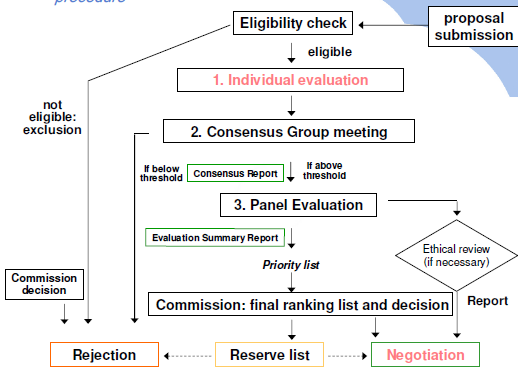 procedure
Eligibility check
proposal
submission
eligible
1. Individual evaluation
not
eligible:
exclusion
2. Consensus Group meeting
If below
threshold
Consensus Report
If above
threshold
3. Panel Evaluation
Evaluation Summary Report
Ethical review
(if necessary)
Priority list
Commission
decision
Commission: final ranking list and decision
Report
Rejection
Reserve list
Negotiation